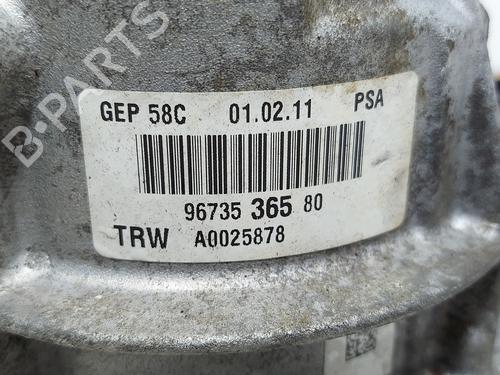 B-PARTS
GEP 58C 01.02.11 PSA
96735 365 80
TRW A0025878